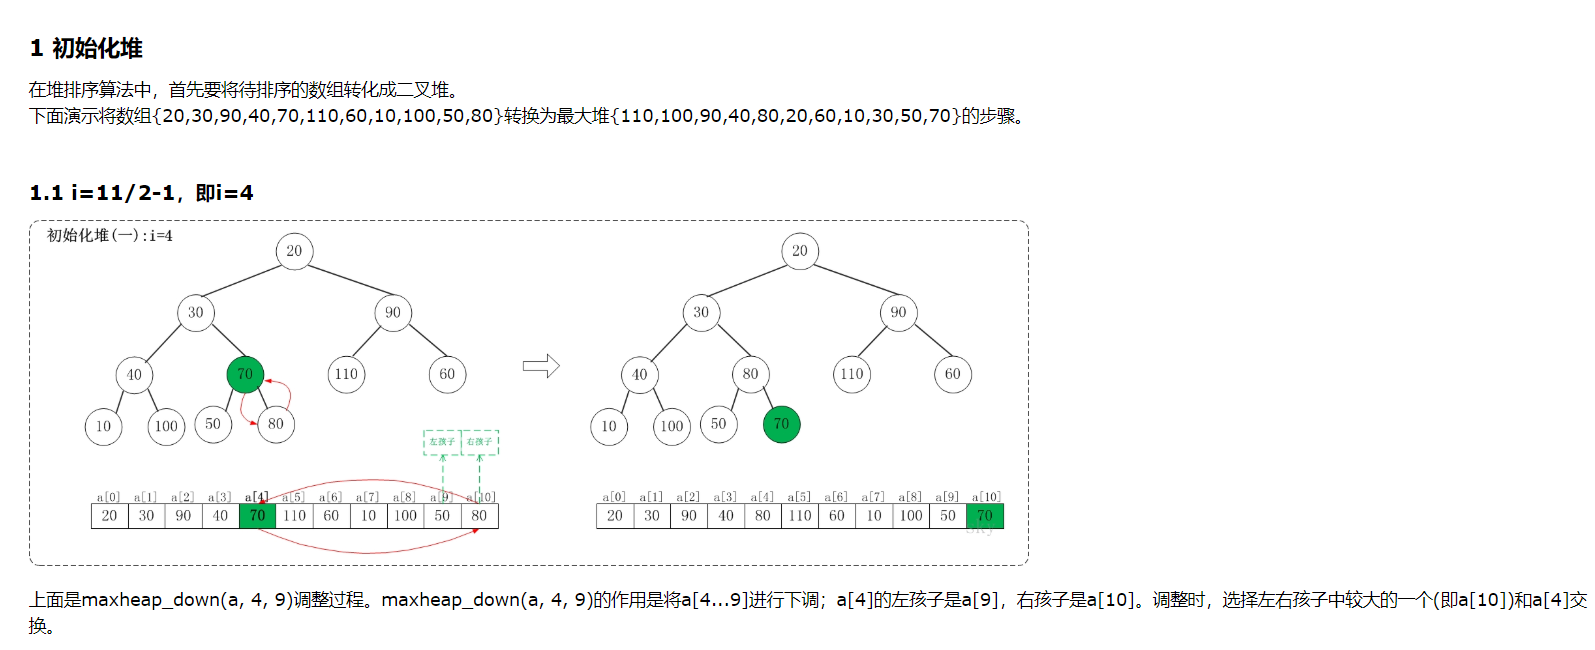 1 初始化堆
在堆排序算法中，首先要将待排序的数组转化成二叉堆。
下面演示将数组{20,30,90,40,70,110,60,10,100,50,80}转换为最大堆{110,100,90,40,80,20,60,10,30,50,70}的步骤。
1.1 i=11/2-1，即i=4
初始化堆(一):i=4
20
30 90
40 70 110 60
10 100 50 80
左孩子 右孩子
a[0] a[1] a[2] a[3] a[4] a[5] a[6] a[7] a[8] a[9] a[10]
20 30 90 40 70 110 60 10 100 50 80
20
30 90
40 80 110 60
10 100 50 70
a[0] a[1] a[2] a[3] a[4] a[5] a[6] a[7] a[8] a[9] a[10]
20 30 90 40 80 110 60 10 100 50 70
上面是maxheap_down(a, 4, 9)调整过程。maxheap_down(a, 4, 9)的作用是将a[4...9]进行下调；a[4]的左孩子是a[9]，右孩子是a[10]。调整时，选择左右孩子中较大的一个(即a[10])和a[4]交
换。